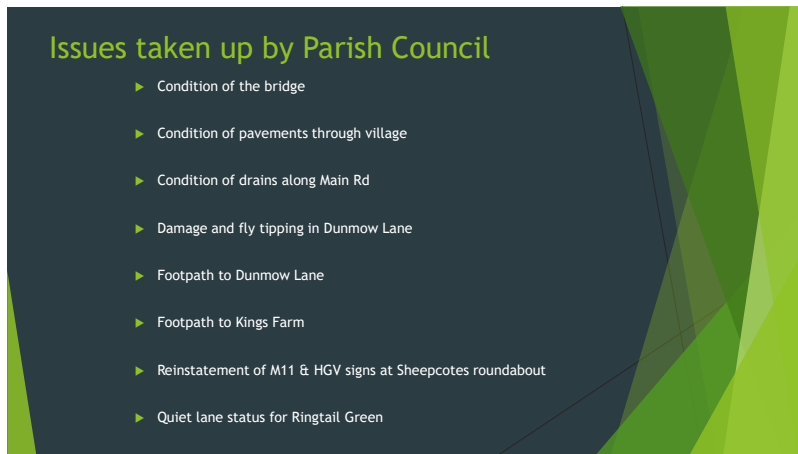 Issues taken up by Parish Council
Condition of the bridge
Condition of pavements through village
Condition of drains along Main Rd
Damage and fly tipping in Dunmow Lane
Footpath to Dunmow Lane
Footpath to Kings Farm
Reinstatement of M11 & HGV signs at Sheepcotes roundabout
Quiet lane status for Ringtail Green